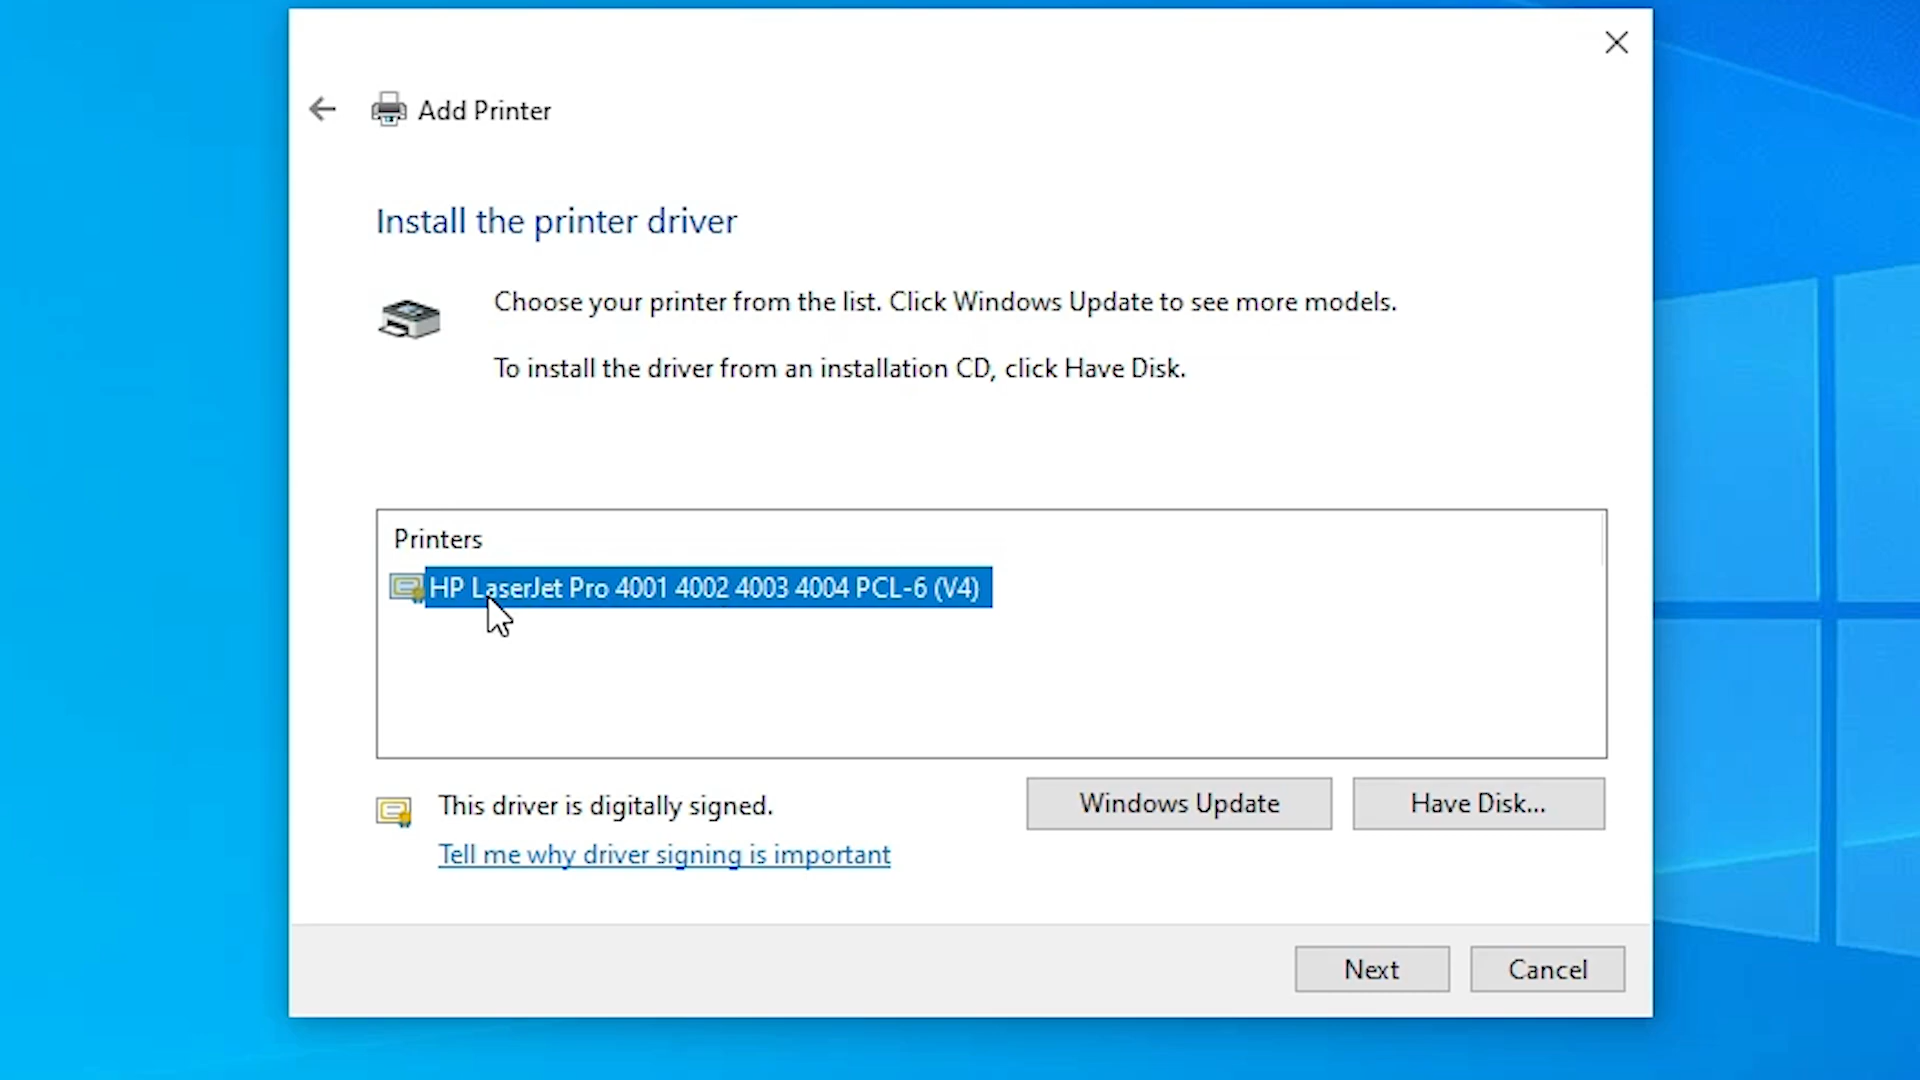 Add Printer
Install the printer driver
Choose your printer from the list. Click Windows Update to see more models.
To install the driver from an installation CD, click Have Disk.
Printers
HP LaserJet Pro 4001 4002 4003 4004 PCL-6 (V4)
This driver is digitally signed.
Windows Update
Have Disk...
Tell me why driver signing is important
Next
Cancel